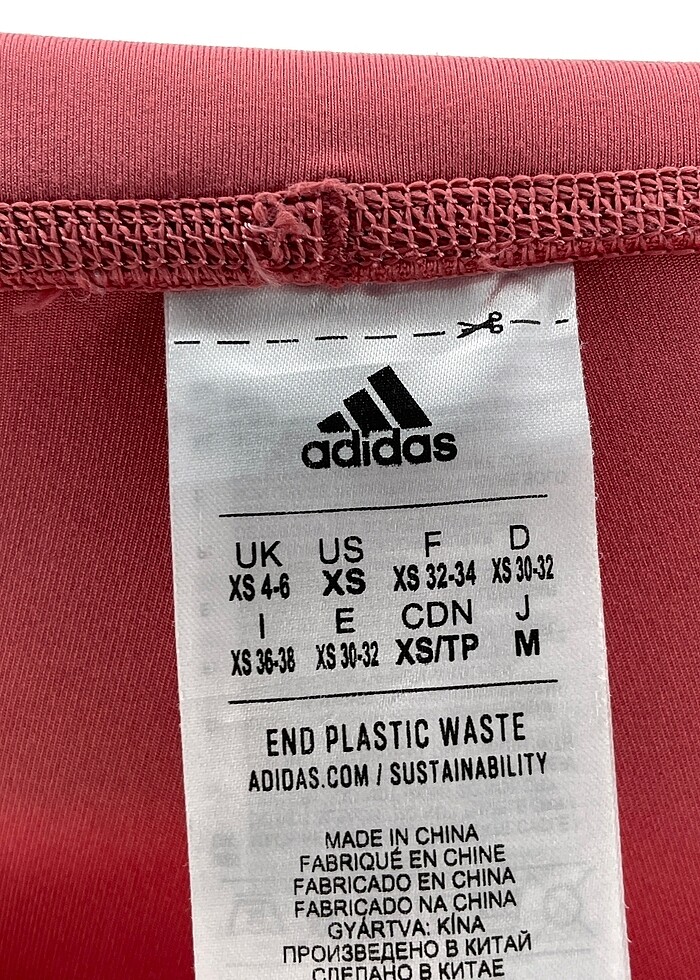 adidas
UK US F D
XS 4-6 XS XS 32-34 XS 30-32
I E CDN J
XS 36-38 XS 30-32 XS/TP M
END PLASTIC WASTE
ADIDAS.COM / SUSTAINABILITY
MADE IN CHINA
FABRIQUÉ EN CHINE
FABRICADO EN CHINA
FABRICADO NA CHINA
GYÁRTVA: KÍNA
ПРОИЗВЕДЕНО В КИТАЙ
СДЕЛАНО В КИТАЕ